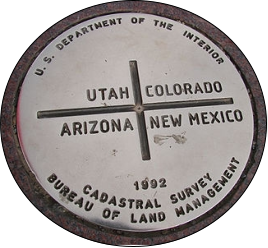 U.S. DEPARTMENT OF THE INTERIOR
UTAH COLORADO
ARIZONA NEW MEXICO
1992
CADASTRAL SURVEY
BUREAU OF LAND MANAGEMENT